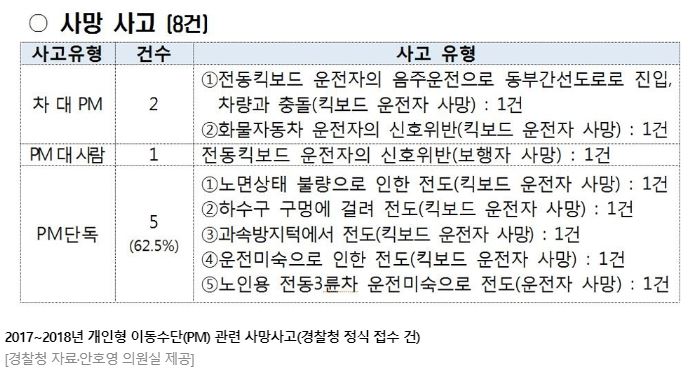 ○ 사망 사고 (8건)
사고유형 건수 사고 유형
차 대 PM 2 ①전동킥보드 운전자의 음주운전으로 동부간선도로로 진입,
차량과 충돌(킥보드 운전자 사망) : 1건
②화물자동차 운전자의 신호위반(킥보드 운전자 사망) : 1건
PM 대 사람 1 전동킥보드 운전자의 신호위반(보행자 사망) : 1건
PM단독 5 (62.5%) ①노면상태 불량으로 인한 전도(킥보드 운전자 사망) : 1건
②하수구 구멍에 걸려 전도(킥보드 운전자 사망) : 1건
③과속방지턱에서 전도(킥보드 운전자 사망) : 1건
④운전미숙으로 인한 전도(킥보드 운전자 사망) : 1건
⑤노인용 전동3륜차 운전미숙으로 전도(운전자 사망) : 1건
2017~2018년 개인형 이동수단(PM) 관련 사망사고(경찰청 정식 접수 건)
[경찰청 자료·안호영 의원실 제공]